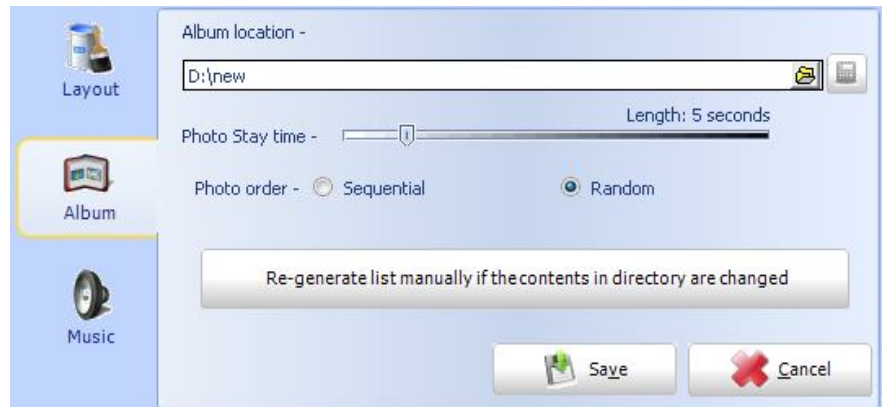 Layout
Album
Music
Album location -
D:\new
Length: 5 seconds
Photo Stay time -
Photo order - Sequential Random
Re-generate list manually if the contents in directory are changed
Save
Cancel